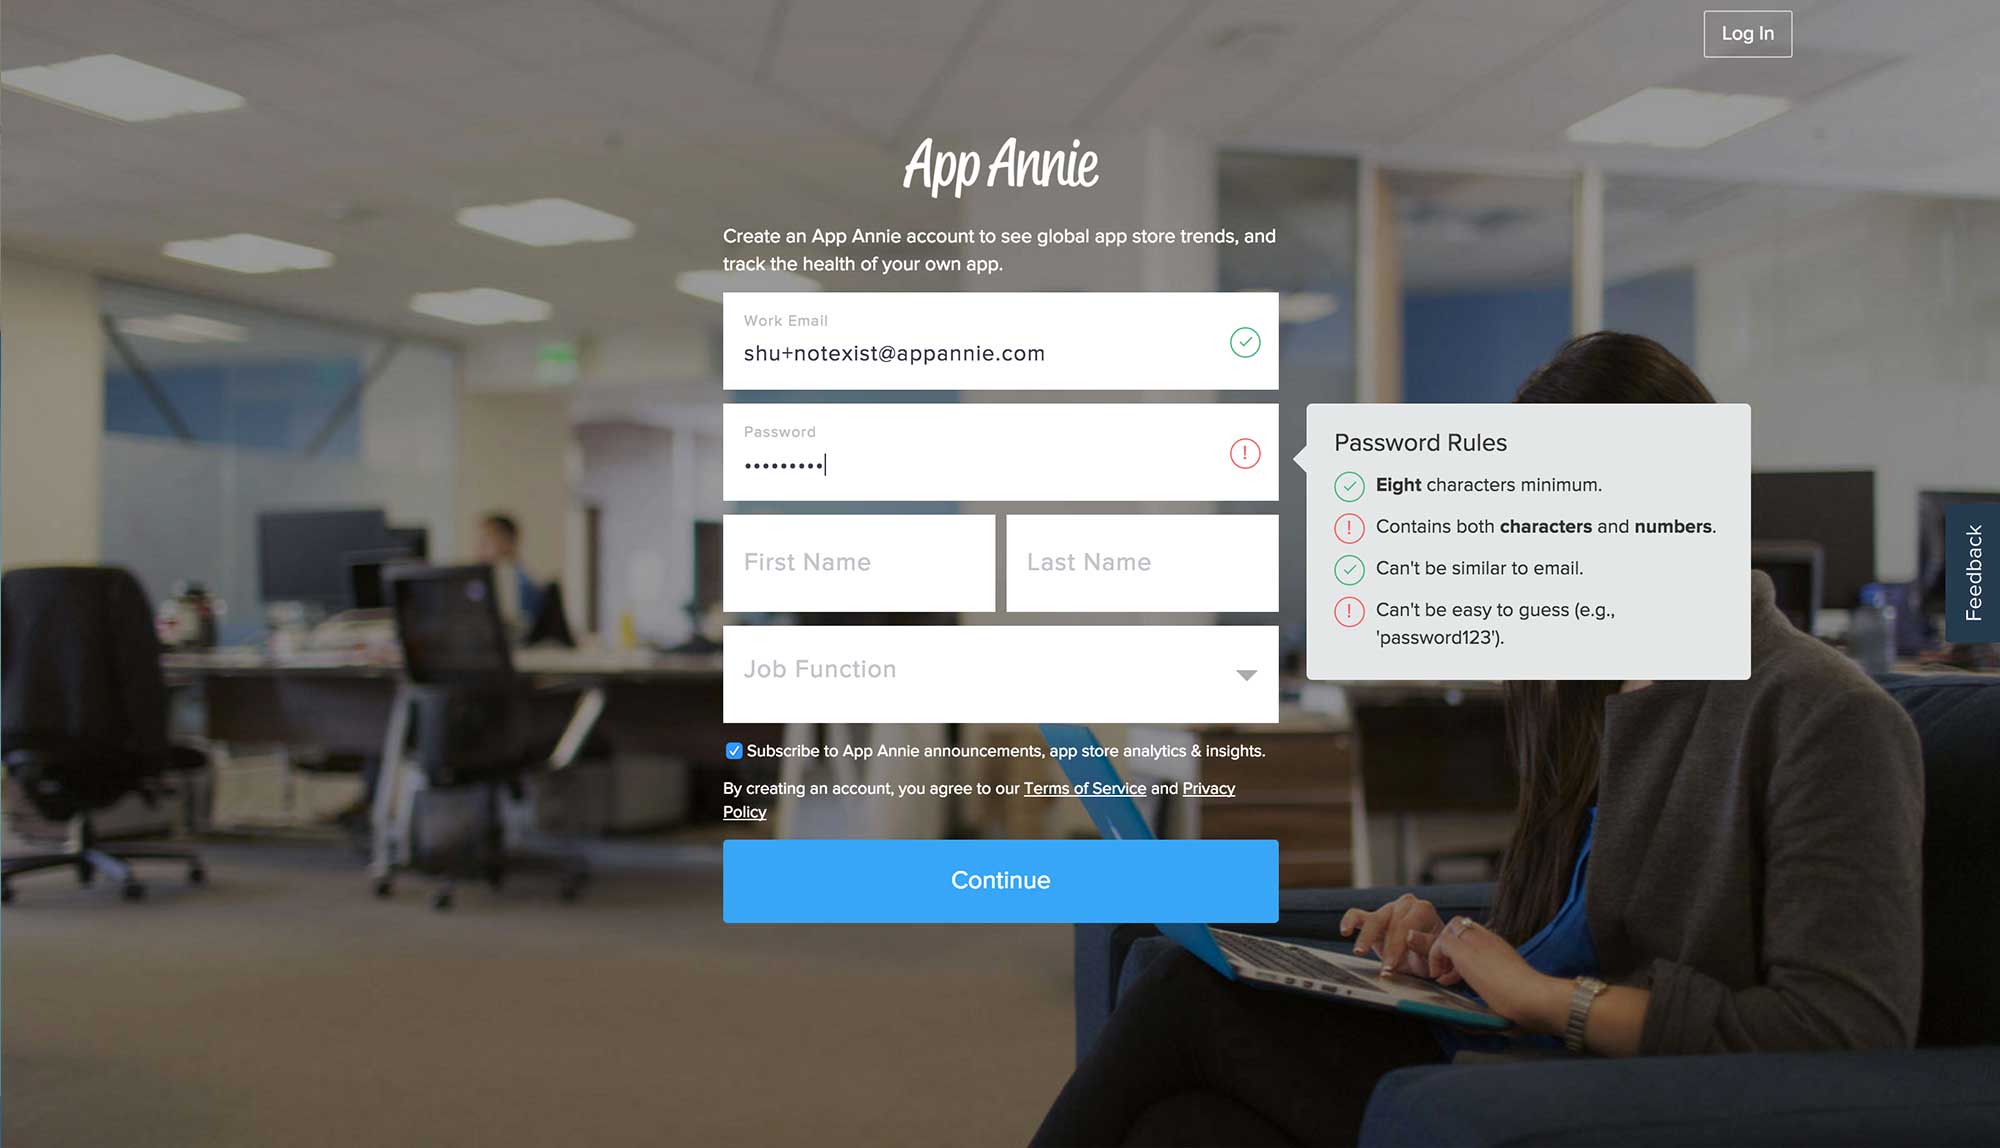 Log In
App Annie
Create an App Annie account to see global app store trends, and
track the health of your own app.
Work Email
shu+notexist@appannie.com
Password
•••••••••
Password Rules
Eight characters minimum.
Contains both characters and numbers.
Can't be similar to email.
Can't be easy to guess (e.g.,
'password123').
First Name
Last Name
Job Function
Subscribe to App Annie announcements, app store analytics & insights.
By creating an account, you agree to our Terms of Service and Privacy
Policy
Continue
Feedback